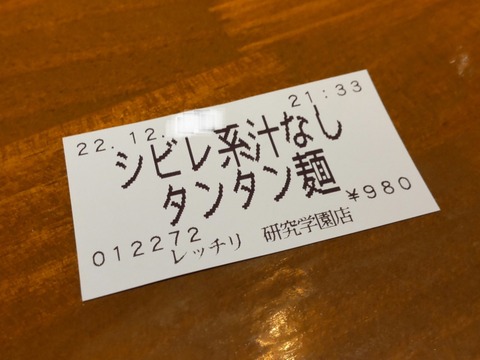 22.12. 21:33
シビレ系汁なし
タンタン麺
¥980
012272
レッチリ 研究学園店